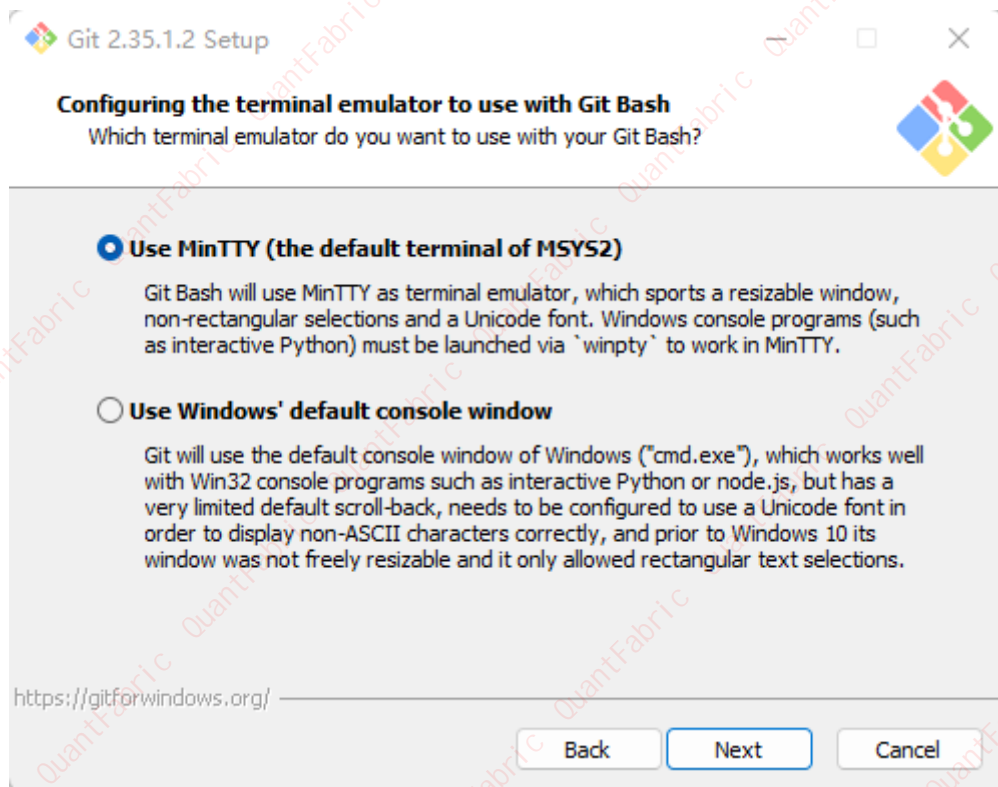 Git 2.35.1.2 Setup
Configuring the terminal emulator to use with Git Bash
Which terminal emulator do you want to use with your Git Bash?
Use MinTTY (the default terminal of MSYS2)
Git Bash will use MinTTY as terminal emulator, which sports a resizable window,
non-rectangular selections and a Unicode font. Windows console programs (such
as interactive Python) must be launched via `winpty` to work in MinTTY.
Use Windows' default console window
Git will use the default console window of Windows ("cmd.exe"), which works well
with Win32 console programs such as interactive Python or node.js, but has a
very limited default scroll-back, needs to be configured to use a Unicode font in
order to display non-ASCII characters correctly, and prior to Windows 10 its
window was not freely resizable and it only allowed rectangular text selections.
https://gitforwindows.org/
Back Next Cancel
QuantFabric